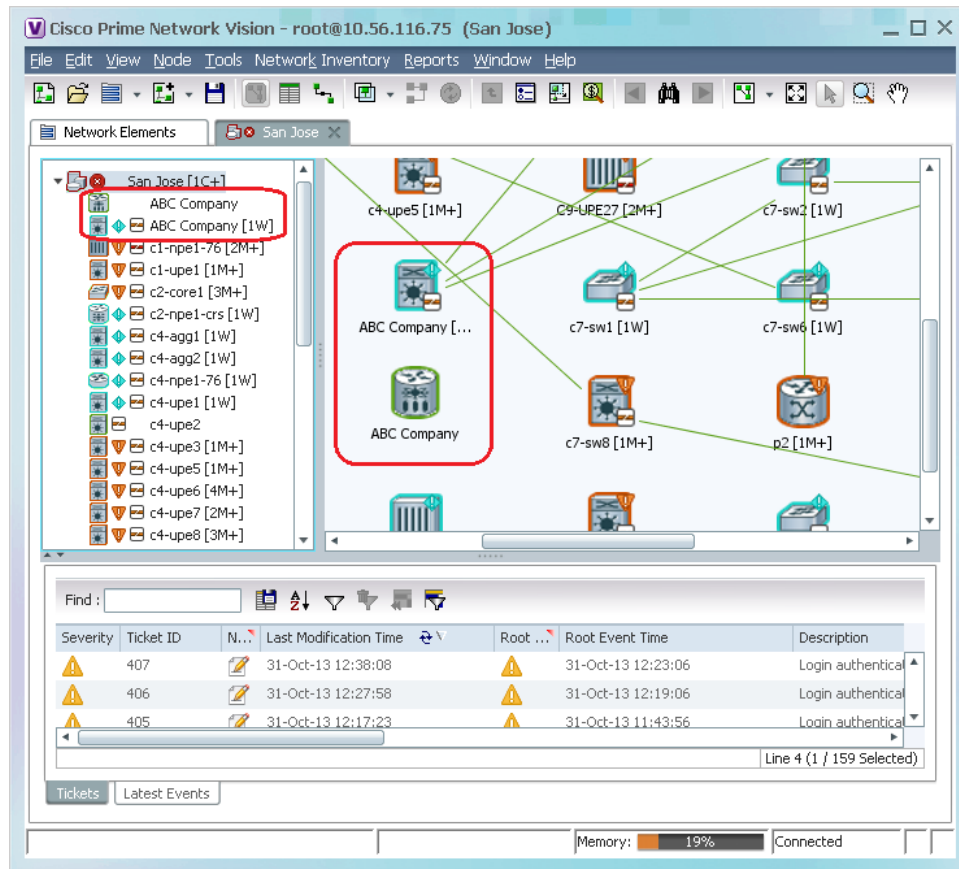 Cisco Prime Network Vision - root@10.56.116.75 (San Jose)
File Edit View Node Tools Network Inventory Reports Window Help
Network Elements
San Jose
San Jose [1C+]
ABC Company
ABC Company [1W]
c1-npe1-76 [2M+]
c1-upe1 [1M+]
c2-core1 [3M+]
c2-npe1-crs [1W]
c4-agg1 [1W]
c4-agg2 [1W]
c4-npe1-76 [1W]
c4-upe1 [1W]
c4-upe2
c4-upe3 [1M+]
c4-upe5 [1M+]
c4-upe6 [4M+]
c4-upe7 [2M+]
c4-upe8 [3M+]
c4-upe5 [1M+]
C9-UPE27 [2M+]
c7-sw2 [1W]
ABC Company [...
c7-sw1 [1W]
c7-sw6 [1W]
ABC Company
c7-sw8 [1M+]
p2 [1M+]
Find :
Severity Ticket ID N... Last Modification Time Root ... Root Event Time Description
407 31-Oct-13 12:38:08 31-Oct-13 12:23:06 Login authentical
406 31-Oct-13 12:27:58 31-Oct-13 12:19:06 Login authentical
405 31-Oct-13 12:17:23 31-Oct-13 11:43:56 Login authentical
Line 4 (1 / 159 Selected)
Tickets
Latest Events
Memory: 19% Connected